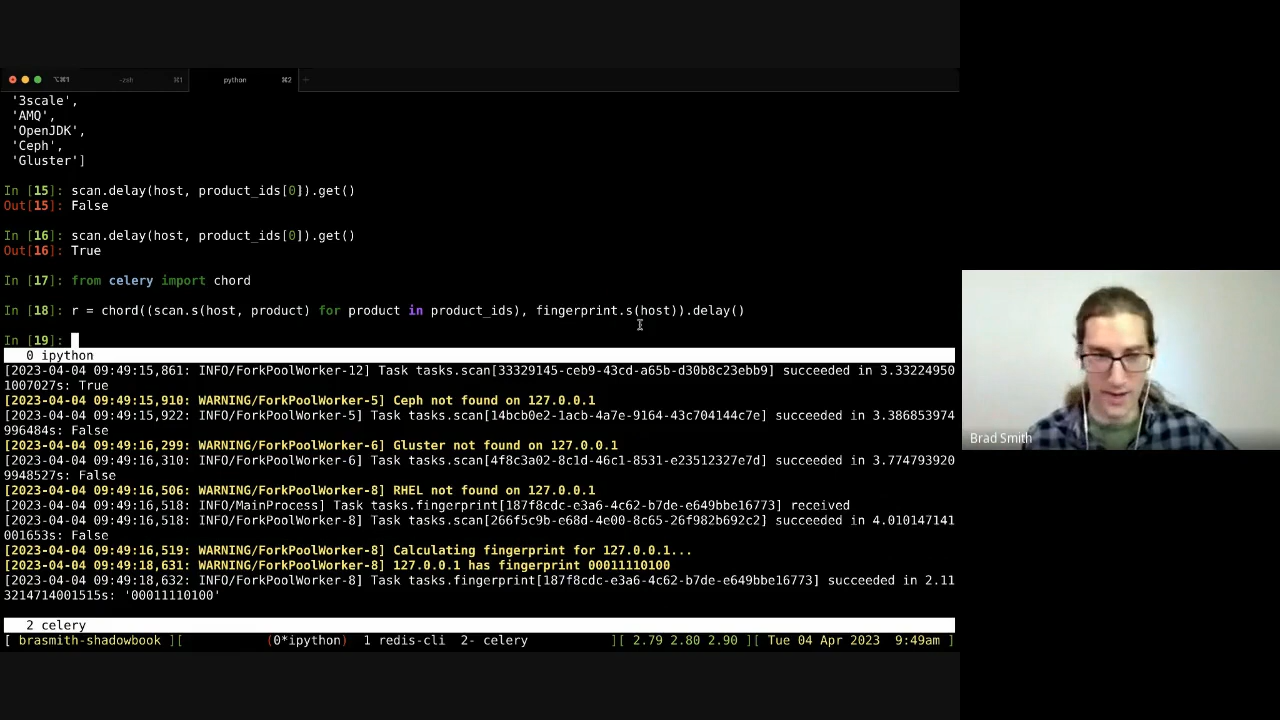 ⌥⌘1 -zsh ⌘1 python ⌘2 +
'3scale',
'AMQ',
'OpenJDK',
'Ceph',
'Gluster']
In [15]: scan.delay(host, product_ids[0]).get()
Out[15]: False
In [16]: scan.delay(host, product_ids[0]).get()
Out[16]: True
In [17]: from celery import chord
In [18]: r = chord((scan.s(host, product) for product in product_ids), fingerprint.s(host)).delay()
In [19]:
0 ipython
[2023-04-04 09:49:15,861: INFO/ForkPoolWorker-12] Task tasks.scan[33329145-ceb9-43cd-a65b-d30b8c23ebb9] succeeded in 3.33224950
1007027s: True
[2023-04-04 09:49:15,910: WARNING/ForkPoolWorker-5] Ceph not found on 127.0.0.1
[2023-04-04 09:49:15,922: INFO/ForkPoolWorker-5] Task tasks.scan[14bcb0e2-1acb-4a7e-9164-43c704144c7e] succeeded in 3.386853974
996484s: False
[2023-04-04 09:49:16,299: WARNING/ForkPoolWorker-6] Gluster not found on 127.0.0.1
[2023-04-04 09:49:16,310: INFO/ForkPoolWorker-6] Task tasks.scan[4f8c3a02-8c1d-46c1-8531-e23512327e7d] succeeded in 3.774793920
9948527s: False
[2023-04-04 09:49:16,506: WARNING/ForkPoolWorker-8] RHEL not found on 127.0.0.1
[2023-04-04 09:49:16,518: INFO/MainProcess] Task tasks.fingerprint[187f8cdc-e3a6-4c62-b7de-e649bbe16773] received
[2023-04-04 09:49:16,518: INFO/ForkPoolWorker-8] Task tasks.scan[266f5c9b-e68d-4e00-8c65-26f982b692c2] succeeded in 4.010147141
001653s: False
[2023-04-04 09:49:16,519: WARNING/ForkPoolWorker-8] Calculating fingerprint for 127.0.0.1...
[2023-04-04 09:49:18,631: WARNING/ForkPoolWorker-8] 127.0.0.1 has fingerprint 00011110100
[2023-04-04 09:49:18,632: INFO/ForkPoolWorker-8] Task tasks.fingerprint[187f8cdc-e3a6-4c62-b7de-e649bbe16773] succeeded in 2.11
3214714001515s: '00011110100'
2 celery
[ brasmith-shadowbook ][ (0*ipython) 1 redis-cli 2- celery ][ 2.79 2.80 2.90 ][ Tue 04 Apr 2023 9:49am ]
Brad Smith